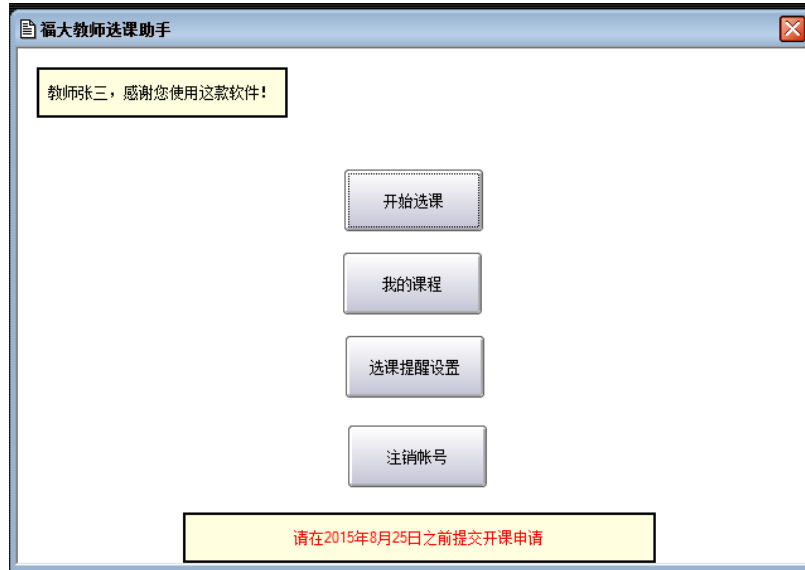 福大教师选课助手
教师张三，感谢您使用这款软件！
开始选课
我的课程
选课提醒设置
注销帐号
请在2015年8月25日之前提交开课申请